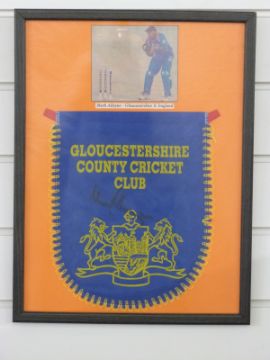 Mark Alleyne - Gloucestershire & England
GLOUCESTERSHIRE
COUNTY CRICKET
CLUB